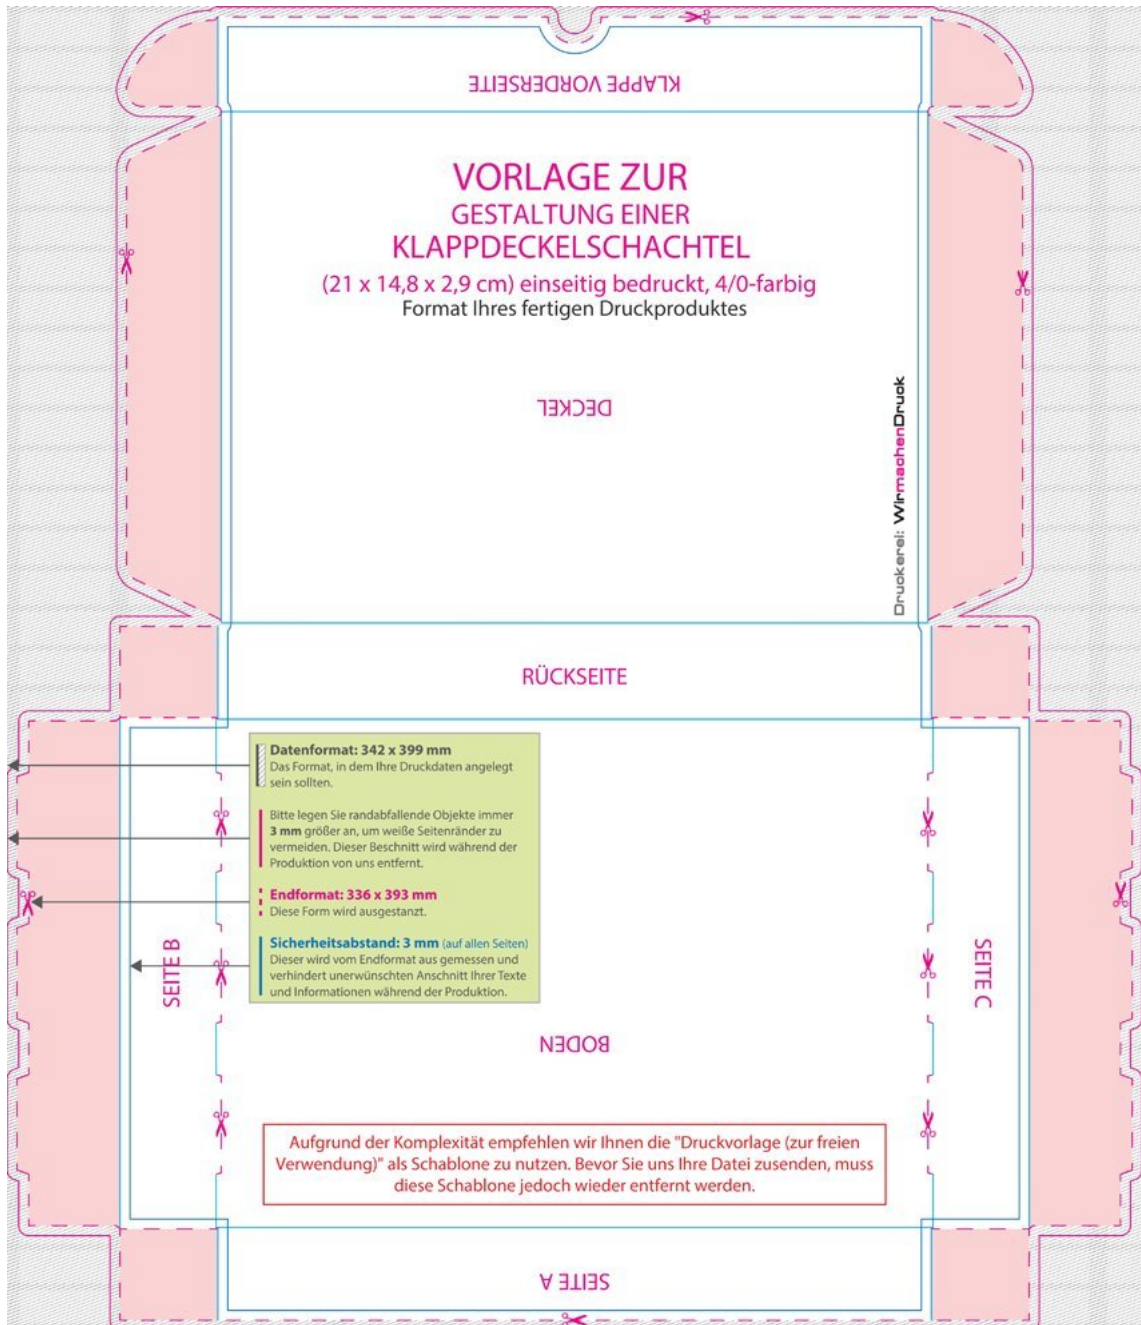 KLAPPE VORDERSEITE
VORLAGE ZUR
GESTALTUNG EINER
KLAPPDECKELSCHACHTEL
(21 x 14,8 x 2,9 cm) einseitig bedruckt, 4/0-farbig
Format Ihres fertigen Druckproduktes
DECKEL
Druckerei: WirmachenDruck
RÜCKSEITE
Datenformat: 342 x 399 mm
Das Format, in dem Ihre Druckdaten angelegt
sein sollten.
Bitte legen Sie randabfallende Objekte immer
3 mm größer an, um weiße Seitenränder zu
vermeiden. Dieser Beschnitt wird während der
Produktion von uns entfernt.
Endformat: 336 x 393 mm
Diese Form wird ausgestanzt.
Sicherheitsabstand: 3 mm (auf allen Seiten)
Dieser wird vom Endformat aus gemessen und
verhindert unerwünschten Anschnitt Ihrer Texte
und Informationen während der Produktion.
SEITE B
SEITE C
BODEN
Aufgrund der Komplexität empfehlen wir Ihnen die "Druckvorlage (zur freien
Verwendung)" als Schablone zu nutzen. Bevor Sie uns Ihre Datei zusenden, muss
diese Schablone jedoch wieder entfernt werden.
SEITE A